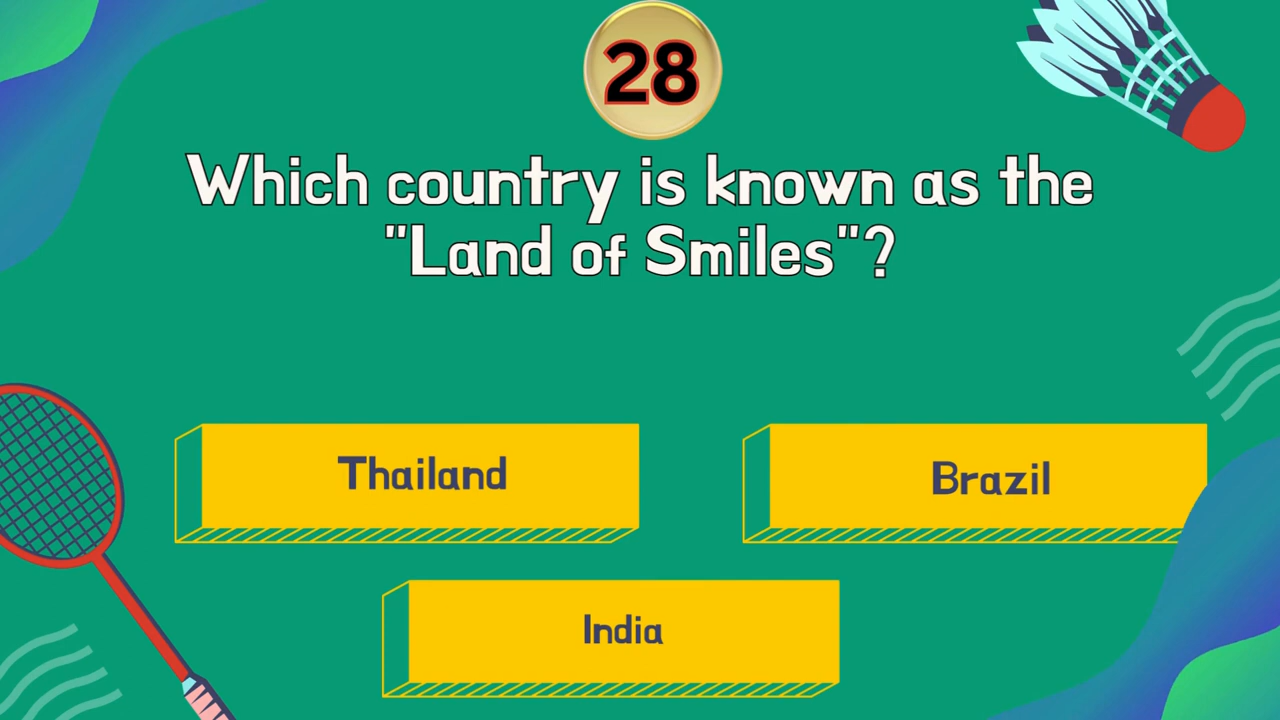 28
Which country is known as the
"Land of Smiles"?
Thailand
Brazil
India